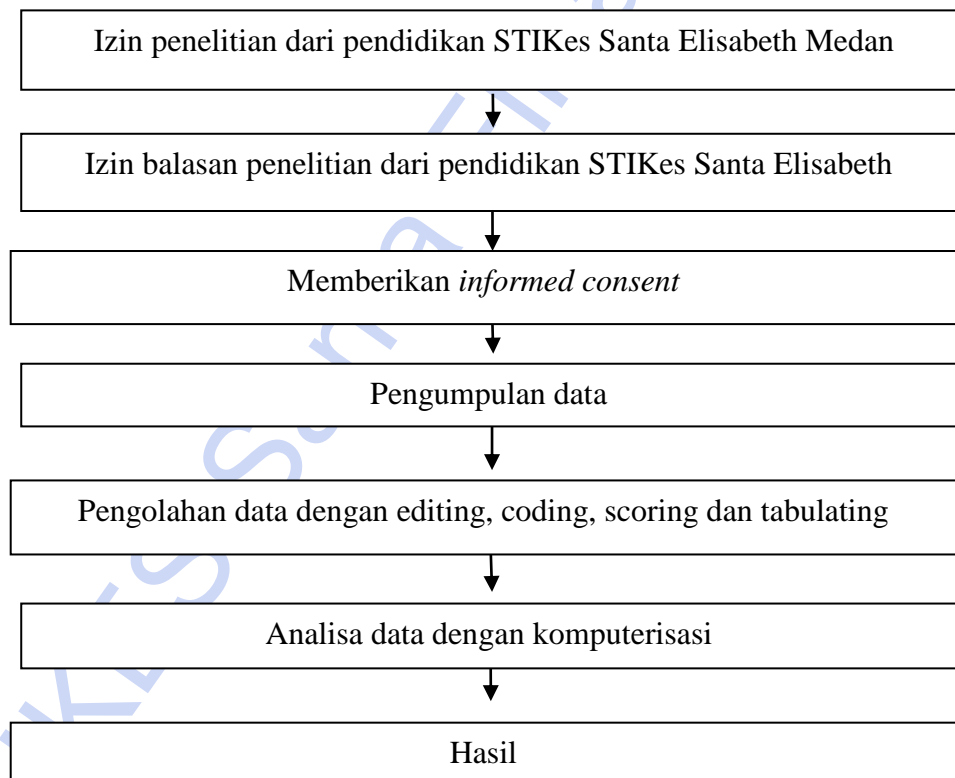 Izin penelitian dari pendidikan STIKes Santa Elisabeth Medan
Izin balasan penelitian dari pendidikan STIKes Santa Elisabeth
Memberikan informed consent
Pengumpulan data
Pengolahan data dengan editing, coding, scoring dan tabulating
Analisa data dengan komputerisasi
Hasil